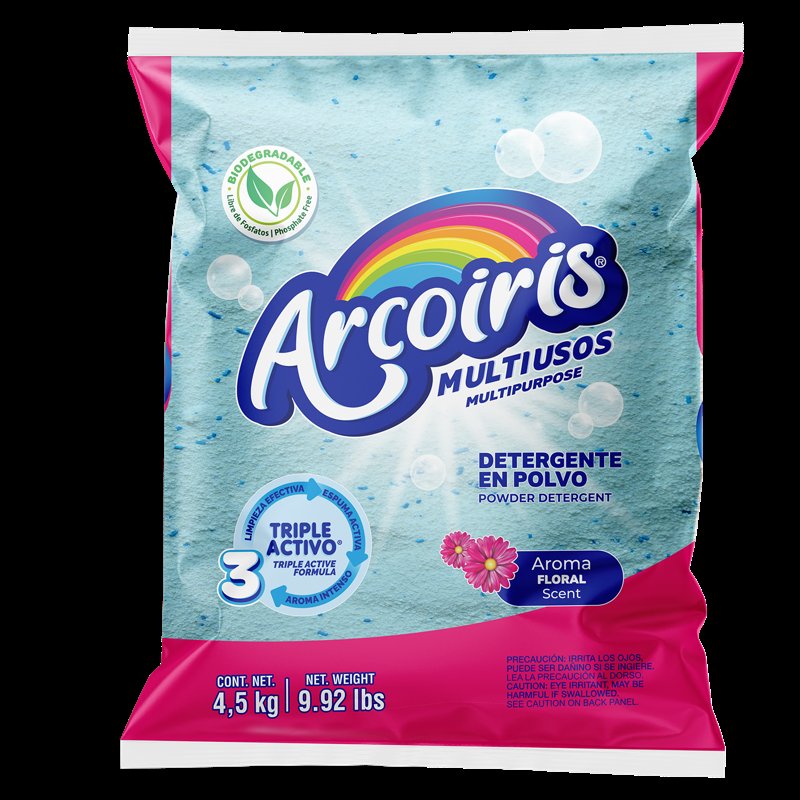 BIODEGRADABLE
Libre de Fosfatos | Phosphate Free
Arcoiris®
MULTIUSOS
MULTIPURPOSE
DETERGENTE
EN POLVO
POWDER DETERGENT
LIMPIEZA EFECTIVA
ESPUMA ACTIVA
AROMA INTENSO
3
TRIPLE
ACTIVO®
TRIPLE ACTIVE
FORMULA
Aroma
FLORAL
Scent
CONT. NET. NET. WEIGHT
4,5 kg | 9.92 lbs
PRECAUCIÓN: IRRITA LOS OJOS,
PUEDE SER DAÑINO SI SE INGIERE.
LEA LA PRECAUCIÓN AL DORSO.
CAUTION: EYE IRRITANT, MAY BE
HARMFUL IF SWALLOWED.
SEE CAUTION ON BACK PANEL.